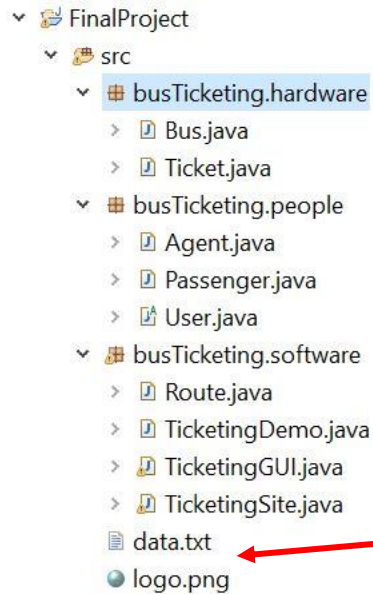 FinalProject
src
busTicketing.hardware
Bus.java
Ticket.java
busTicketing.people
Agent.java
Passenger.java
User.java
busTicketing.software
Route.java
TicketingDemo.java
TicketingGUI.java
TicketingSite.java
data.txt
logo.png